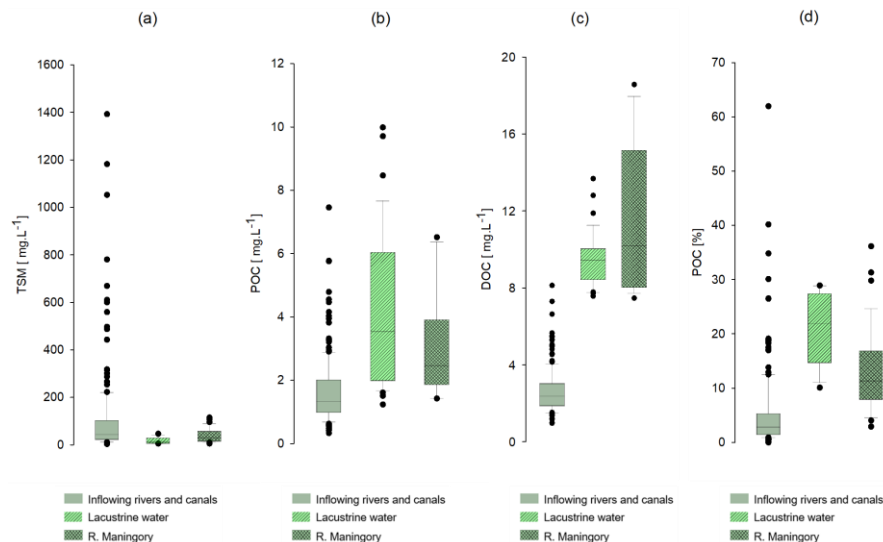 (a)
(b)
(c)
(d)
TSM [ mg.L-1]
1600
1400
1200
1000
800
600
400
200
0
POC [ mg.L-1]
12
10
8
6
4
2
0
DOC [ mg.L-1]
20
16
12
8
4
0
POC [%]
70
60
50
40
30
20
10
0
Inflowing rivers and canals
Lacustrine water
R. Maningory
Inflowing rivers and canals
Lacustrine water
R. Maningory
Inflowing rivers and canals
Lacustrine water
R. Maningory
Inflowing rivers and canals
Lacustrine water
R. Maningory